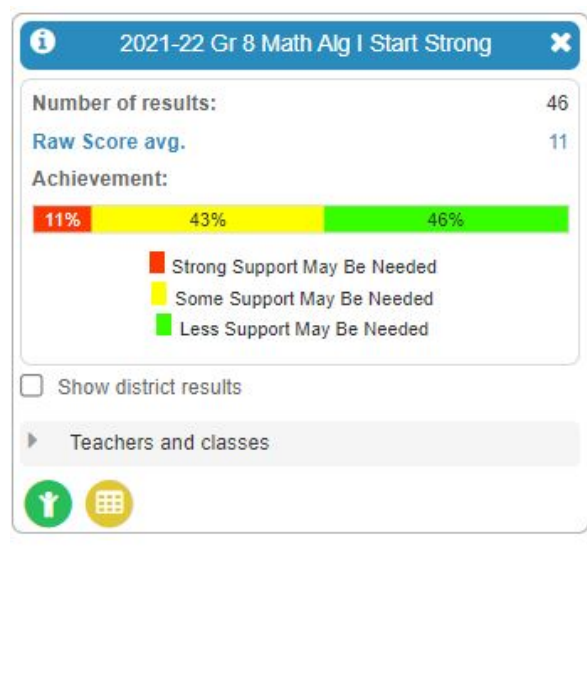 2021-22 Gr 8 Math Alg I Start Strong
Number of results: 46
Raw Score avg. 11
Achievement:
11% 43% 46%
Strong Support May Be Needed
Some Support May Be Needed
Less Support May Be Needed
Show district results
Teachers and classes